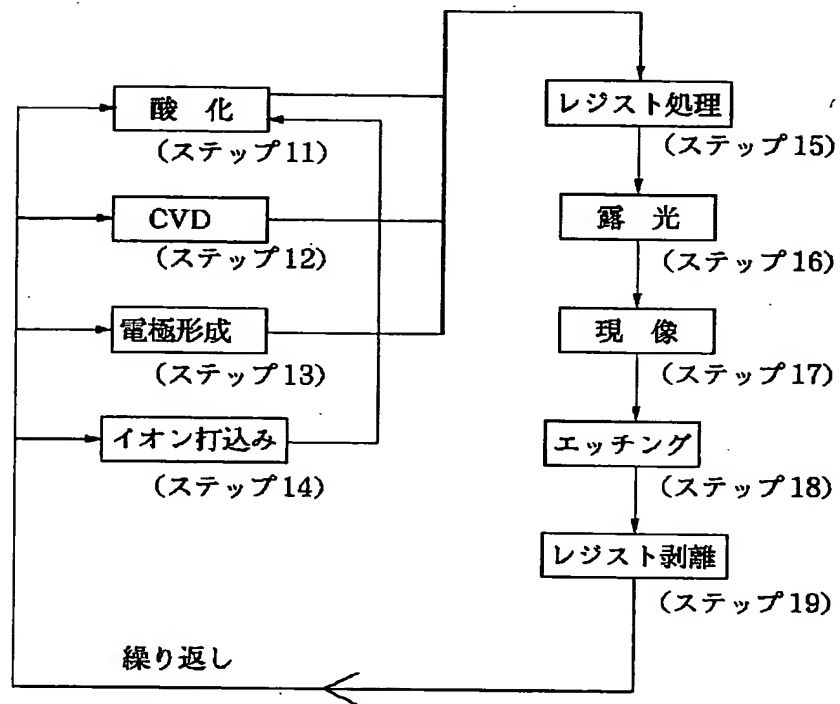 酸化
(ステップ11)
CVD
(ステップ12)
電極形成
(ステップ13)
イオン打込み
(ステップ14)
レジスト処理
(ステップ15)
露光
(ステップ16)
現像
(ステップ17)
エッチング
(ステップ18)
レジスト剥離
(ステップ19)
繰り返し